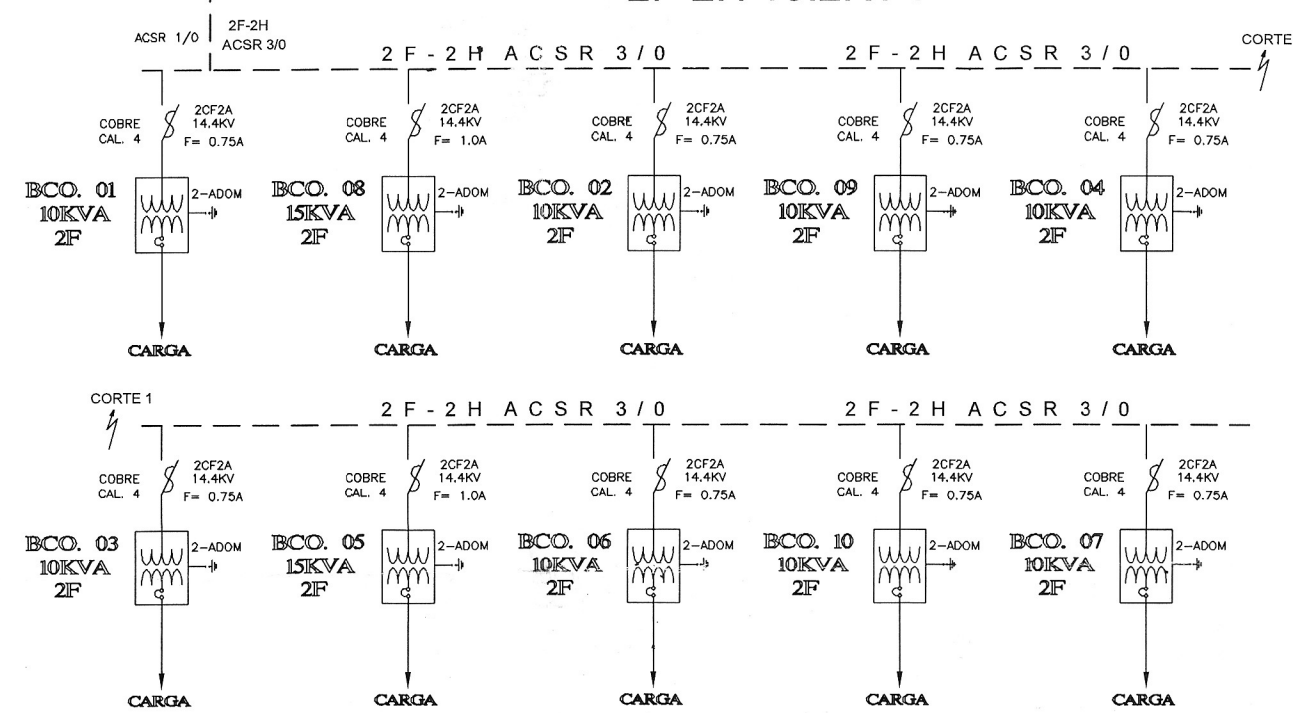 ACSR 1/0
2F-2H
ACSR 3/0
2F-2H ACSR 3/0
2F-2H ACSR 3/0
CORTE
COBRE
CAL. 4
2CF2A
14.4KV
F= 0.75A
BCO. 01
10KVA
2F
2-ADOM
CARGA
COBRE
CAL. 4
2CF2A
14.4KV
F= 1.0A
BCO. 08
15KVA
2F
2-ADOM
CARGA
COBRE
CAL. 4
2CF2A
14.4KV
F= 0.75A
BCO. 02
10KVA
2F
2-ADOM
CARGA
COBRE
CAL. 4
2CF2A
14.4KV
F= 0.75A
BCO. 09
10KVA
2F
2-ADOM
CARGA
COBRE
CAL. 4
2CF2A
14.4KV
F= 0.75A
BCO. 04
10KVA
2F
2-ADOM
CARGA
CORTE 1
2F-2H ACSR 3/0
2F-2H ACSR 3/0
COBRE
CAL. 4
2CF2A
14.4KV
F= 0.75A
BCO. 03
10KVA
2F
2-ADOM
CARGA
COBRE
CAL. 4
2CF2A
14.4KV
F= 1.0A
BCO. 05
15KVA
2F
2-ADOM
CARGA
COBRE
CAL. 4
2CF2A
14.4KV
F= 0.75A
BCO. 06
10KVA
2F
2-ADOM
CARGA
COBRE
CAL. 4
2CF2A
14.4KV
F= 0.75A
BCO. 10
10KVA
2F
2-ADOM
CARGA
COBRE
CAL. 4
2CF2A
14.4KV
F= 0.75A
BCO. 07
10KVA
2F
2-ADOM
CARGA